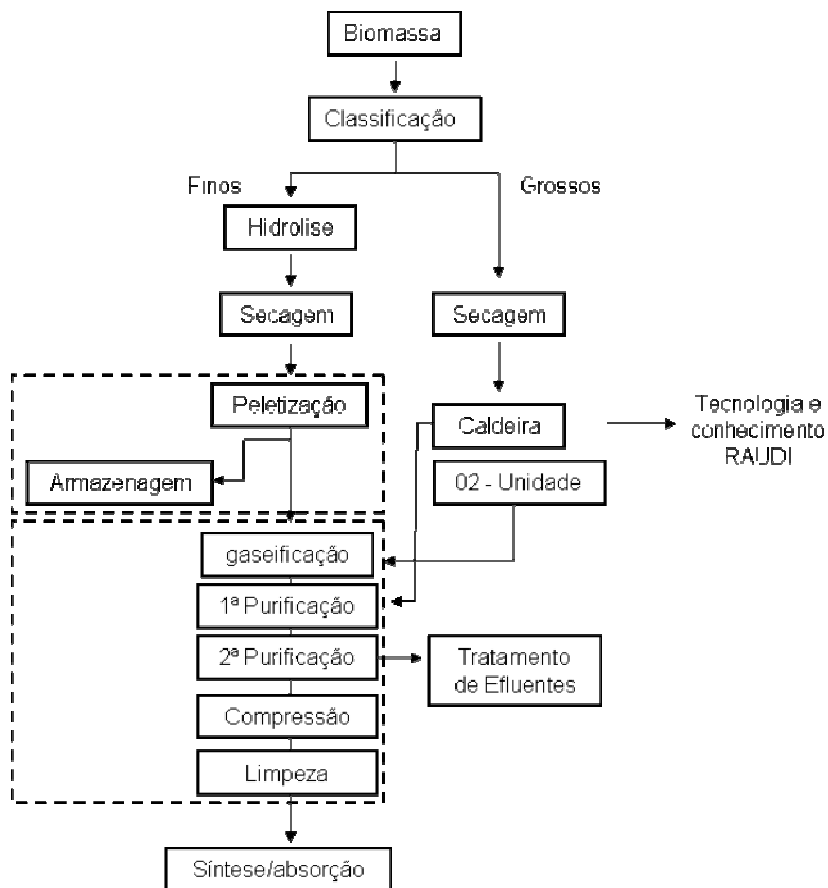 Biomassa
Classificação
Finos
Grossos
Hidrolise
Secagem
Secagem
Peletização
Caldeira
Tecnologia e
conhecimento
RAUDI
Armazenagem
02 - Unidade
gaseificação
1ª Purificação
2ª Purificação
Tratamento
de Efluentes
Compressão
Limpeza
Síntese/absorção